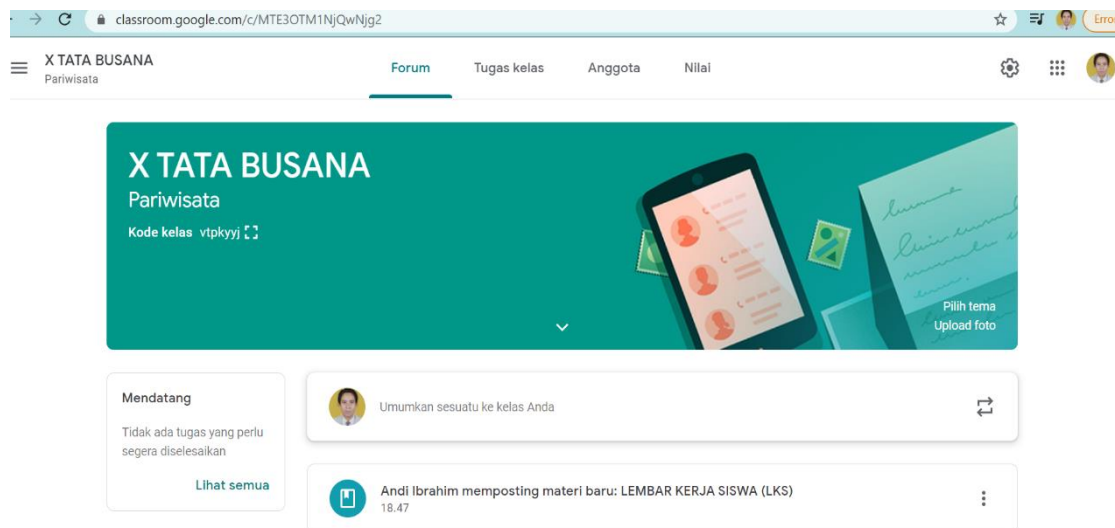 classroom.google.com/c/MTE3OTM1NjQwNjg2
Erro
X TATA BUSANA
Pariwisata
Forum
Tugas kelas
Anggota
Nilai
X TATA BUSANA
Pariwisata
Kode kelas vtpkyyj
Pilih tema
Upload foto
Mendatang
Tidak ada tugas yang perlu
segera diselesaikan
Lihat semua
Umumkan sesuatu ke kelas Anda
Andi Ibrahim memposting materi baru: LEMBAR KERJA SISWA (LKS)
18.47